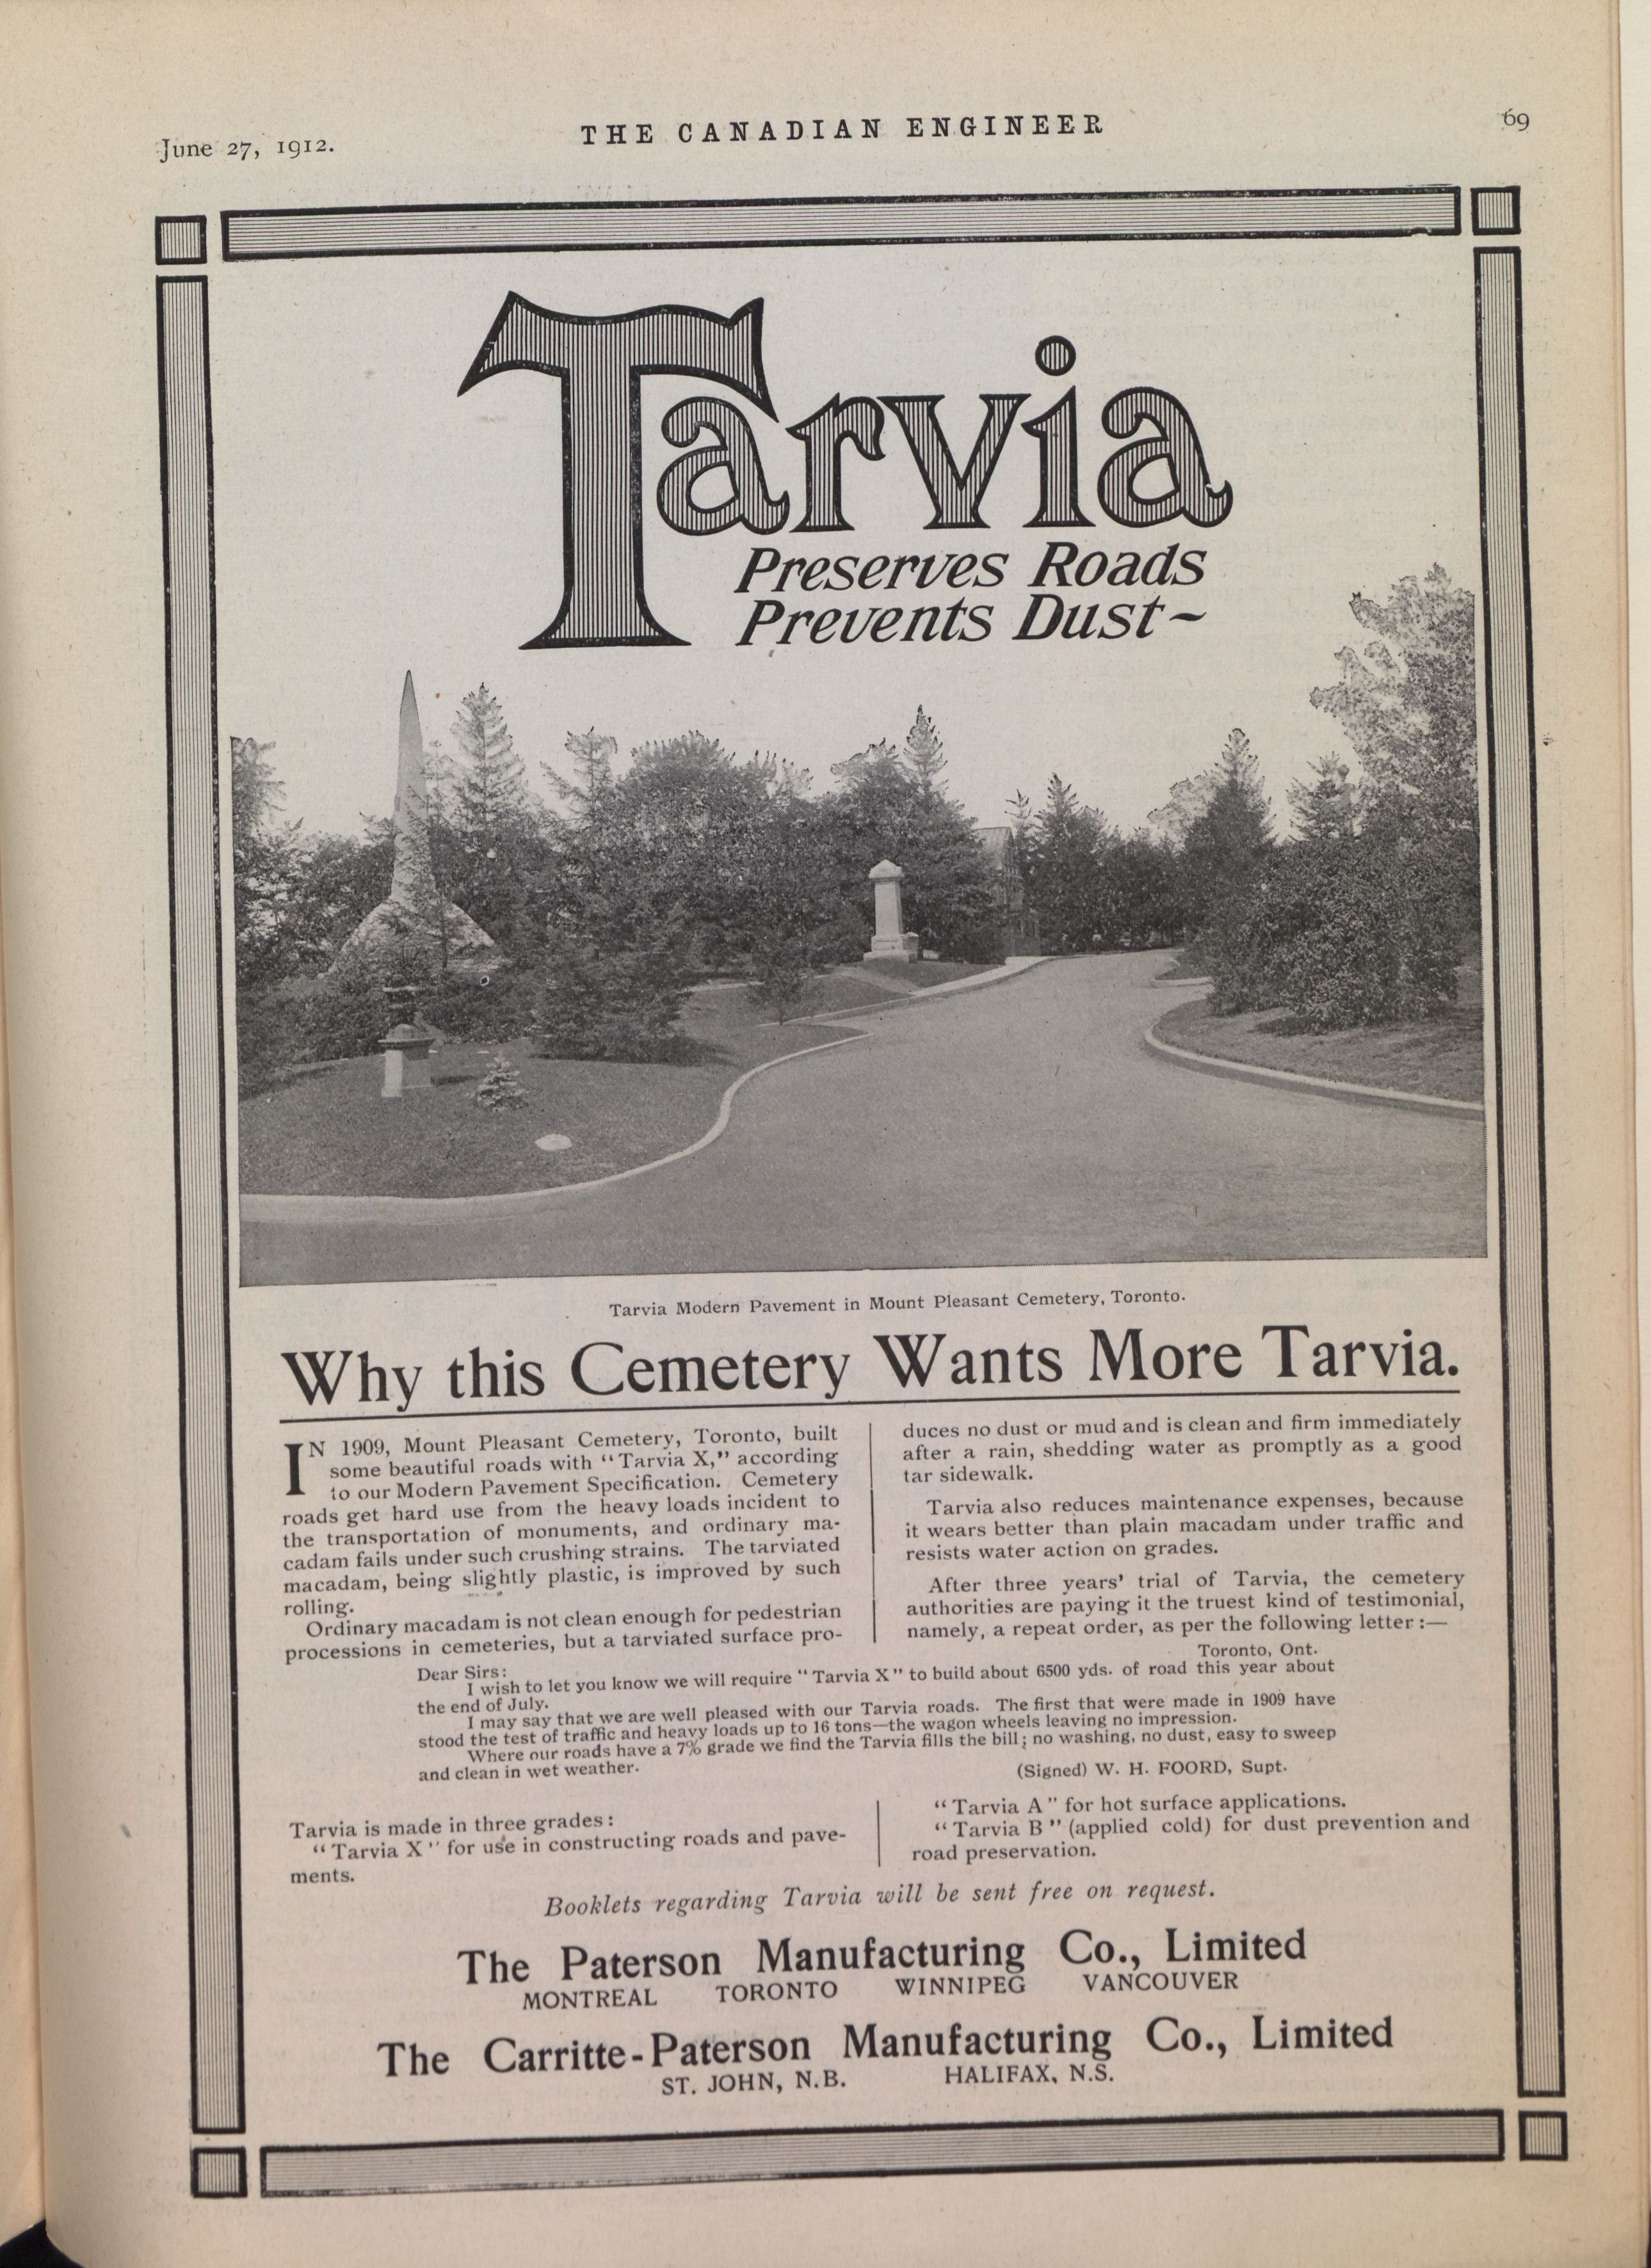 June 27, 1912.
THE CANADIAN ENGINEER
69
Tarvia
Preserves Roads
Prevents Dust~
Tarvia Modern Pavement in Mount Pleasant Cemetery, Toronto.
Why this Cemetery Wants More Tarvia.
IN 1909, Mount Pleasant Cemetery, Toronto, built
some beautiful roads with “Tarvia X,” according
to our Modern Pavement Specification. Cemetery
roads get hard use from the heavy loads incident to
the transportation of monuments, and ordinary ma-
cadam fails under such crushing strains. The tarviated
macadam, being slightly plastic, is improved by such
rolling.
Ordinary macadam is not clean enough for pedestrian
processions in cemeteries, but a tarviated surface pro-
duces no dust or mud and is clean and firm immediately
after a rain, shedding water as promptly as a good
tar sidewalk.
Tarvia also reduces maintenance expenses, because
it wears better than plain macadam under traffic and
resists water action on grades.
After three years’ trial of Tarvia, the cemetery
authorities are paying it the truest kind of testimonial,
namely, a repeat order, as per the following letter :—
Toronto, Ont.
Dear Sirs:
I wish to let you know we will require “Tarvia X” to build about 6500 yds. of road this year about
the end of July.
I may say that we are well pleased with our Tarvia roads. The first that were made in 1909 have
stood the test of traffic and heavy loads up to 16 tons—the wagon wheels leaving no impression.
Where our roads have a 7% grade we find the Tarvia fills the bill; no washing, no dust, easy to sweep
and clean in wet weather.
(Signed) W. H. FOORD, Supt.
Tarvia is made in three grades :
“Tarvia X” for use in constructing roads and pave-
ments.
“Tarvia A” for hot surface applications.
“Tarvia B” (applied cold) for dust prevention and
road preservation.
Booklets regarding Tarvia will be sent free on request.
The Paterson Manufacturing Co., Limited
MONTREAL TORONTO WINNIPEG VANCOUVER
The Carritte-Paterson Manufacturing Co., Limited
ST. JOHN, N.B. HALIFAX, N.S.